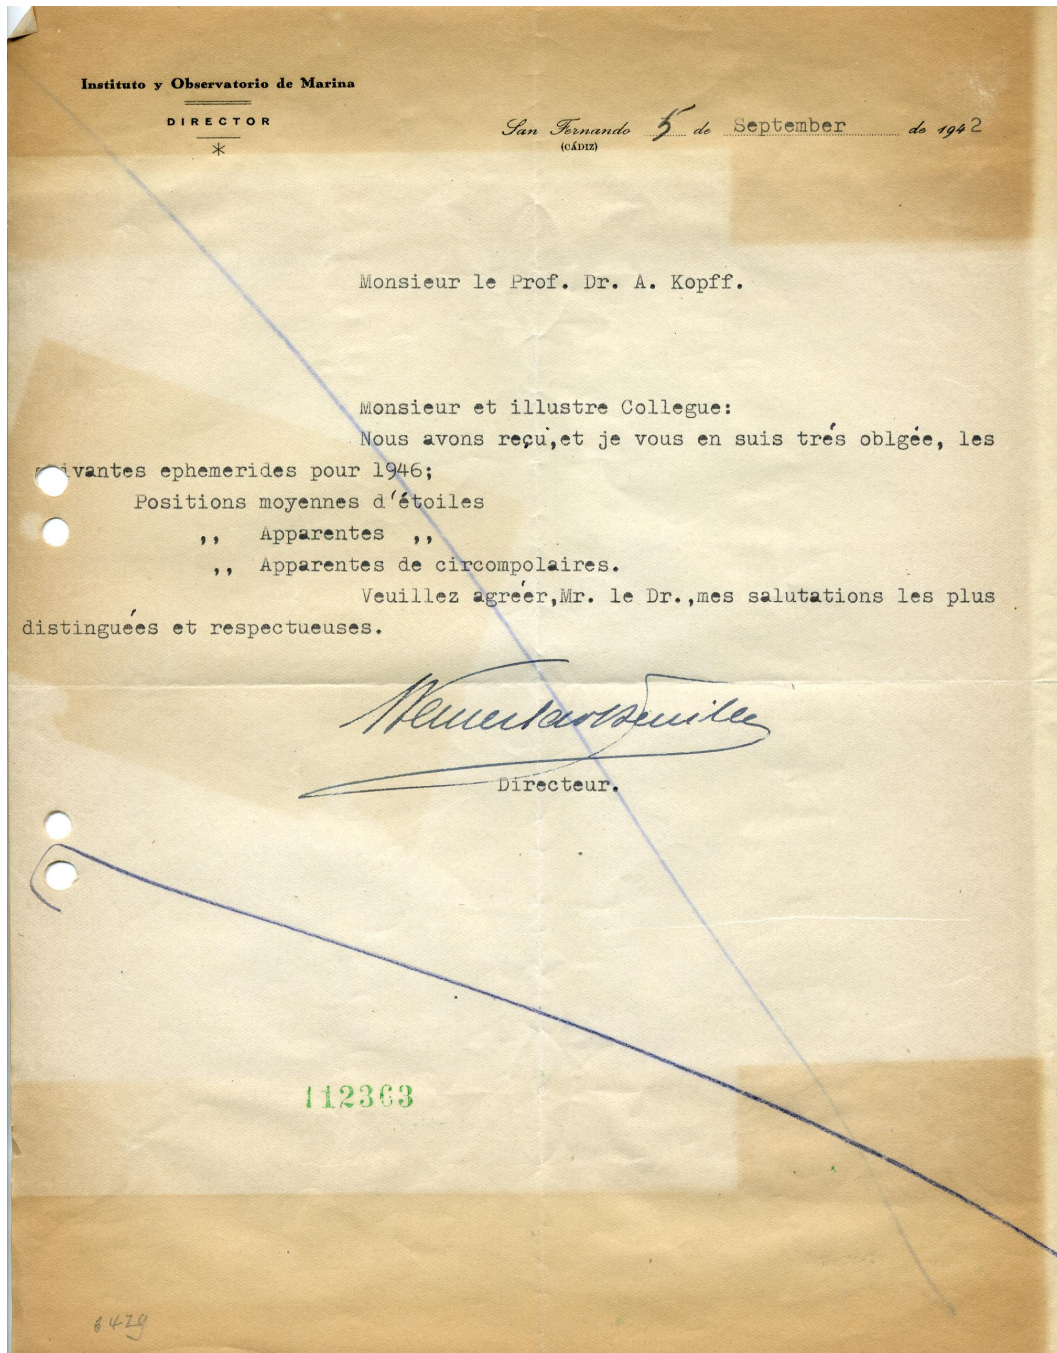 Instituto y Observatorio de Marina
DIRECTOR
San Fernando 5 de September de 1942
(CÁDIZ)
Monsieur le Prof. Dr. A. Kopff.
Monsieur et illustre Collegue:
Nous avons reçu,et je vous en suis trés oblgée, les
suivantes ephemerides pour 1946;
Positions moyennes d'étoiles
,, Apparentes ,,
,, Apparentes de circompolaires.
Veuillez agréer,Mr. le Dr.,mes salutations les plus
distinguées et respectueuses.
Directeur.
112363
6429